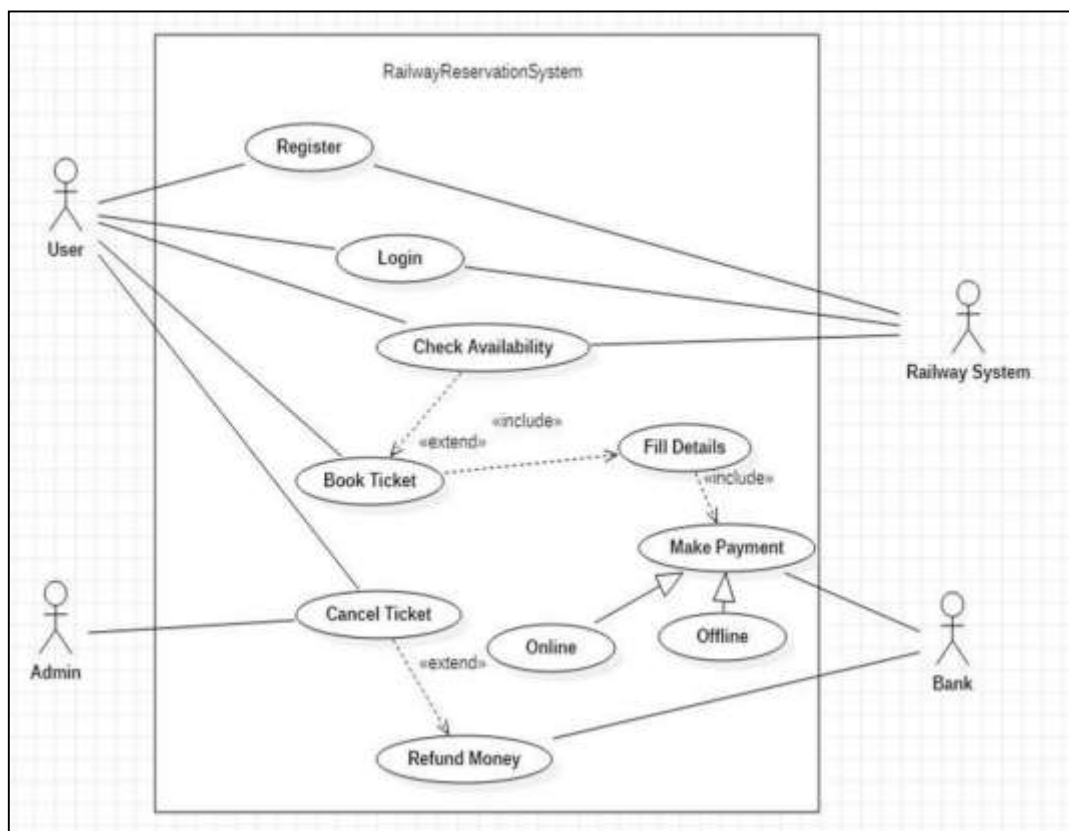 RailwayReservationSystem
Register
User
Login
Check Availability
Railway System
«include»
«extend»
Fill Details
Book Ticket
«include»
Make Payment
Cancel Ticket
Online
Offline
Admin
«extend»
Bank
Refund Money